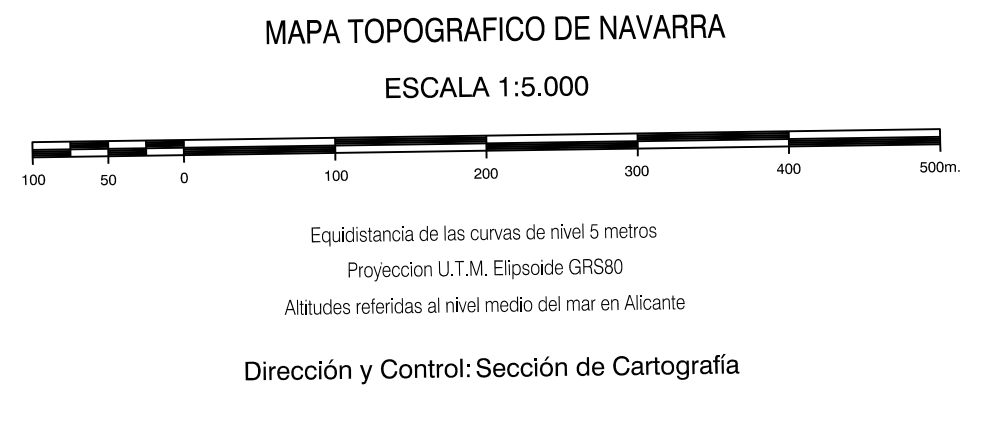 MAPA TOPOGRAFICO DE NAVARRA
ESCALA 1:5.000
100 50 0 100 200 300 400 500m.
Equidistancia de las curvas de nivel 5 metros
Proyeccion U.T.M. Elipsoide GRS80
Altitudes referidas al nivel medio del mar en Alicante
Dirección y Control: Sección de Cartografía